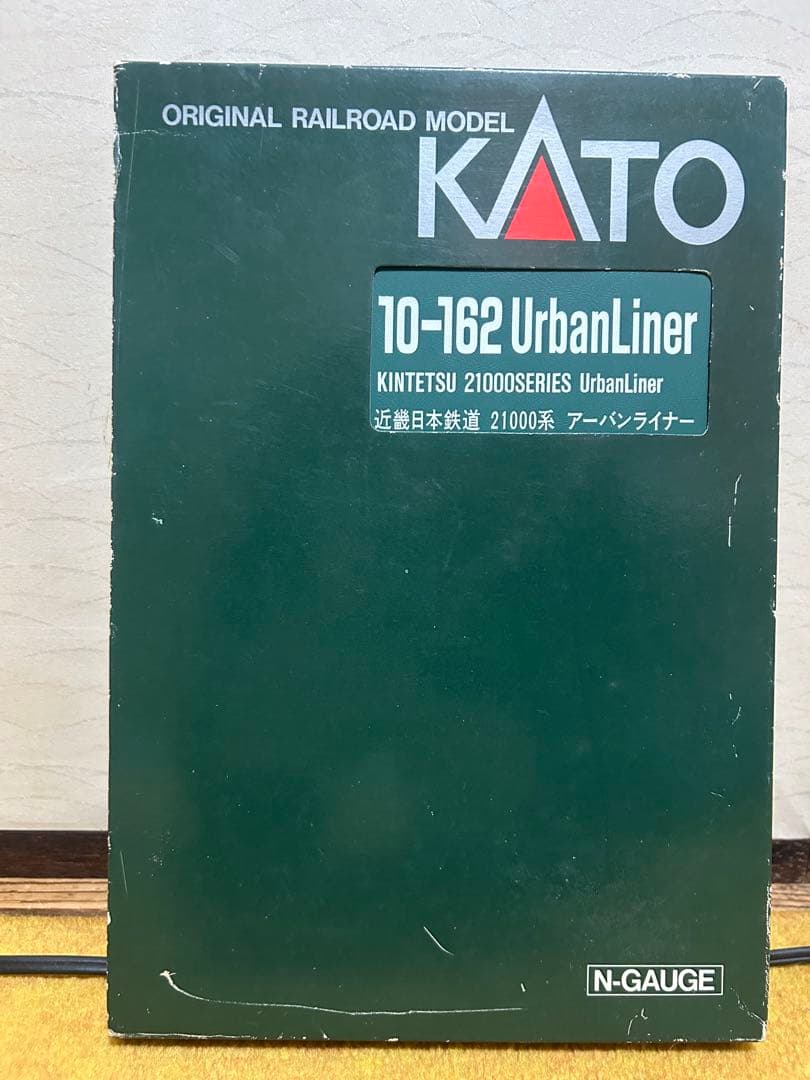 ORIGINAL RAILROAD MODEL
KATO
10-162 UrbanLiner
KINTETSU 21000SERIES UrbanLiner
近畿日本鉄道 21000系 アーバンライナー
N-GAUGE